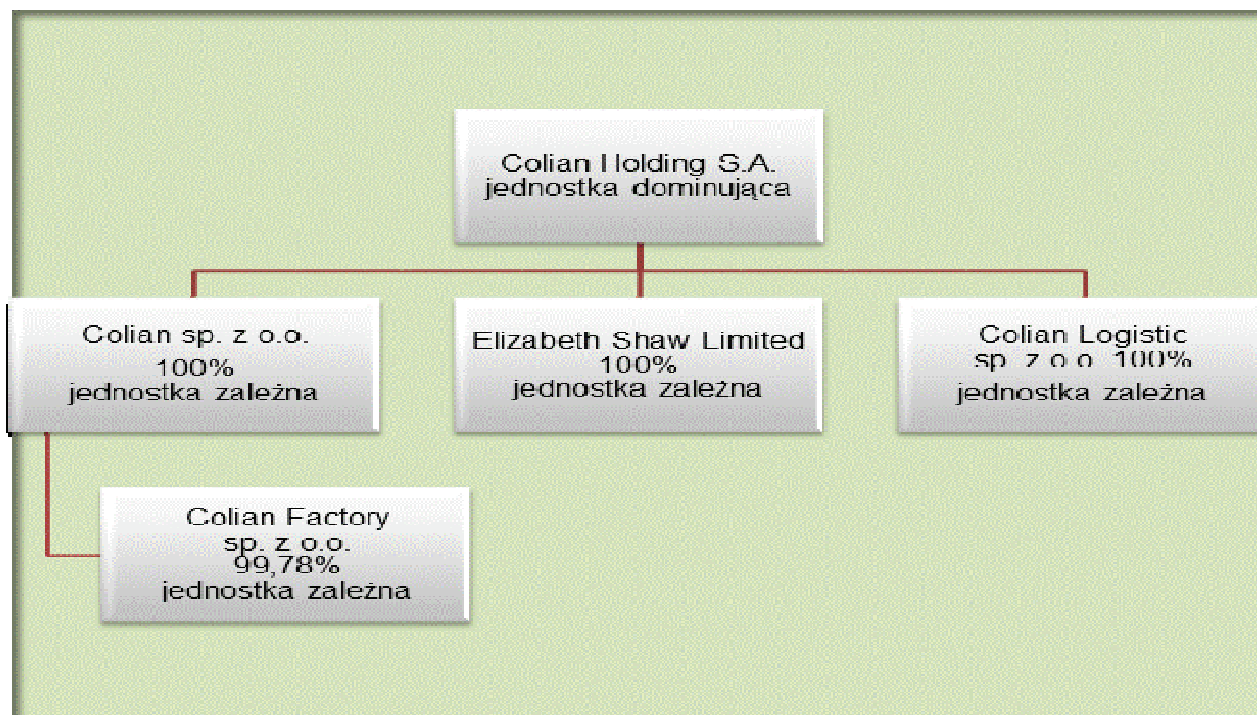 Colian Holding S.A.
jednostka dominująca
Colian sp. z o.o.
100%
jednostka zależna
Elizabeth Shaw Limited
100%
jednostka zależna
Colian Logistic
sp. z o.o. 100%
jednostka zależna
Colian Factory
sp. z o.o.
99,78%
jednostka zależna